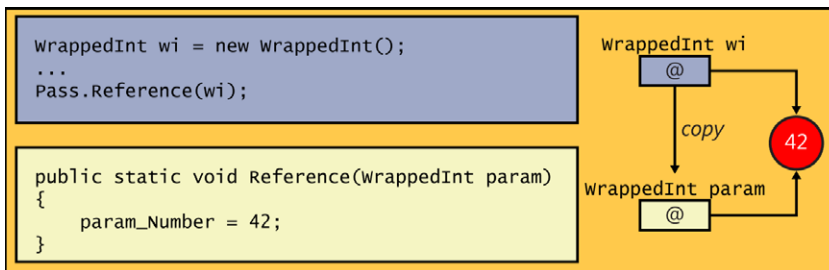 WrappedInt wi = new WrappedInt();
...
Pass.Reference(wi);
public static void Reference(WrappedInt param)
{
param_Number = 42;
}
WrappedInt wi
@
copy
42
WrappedInt param
@